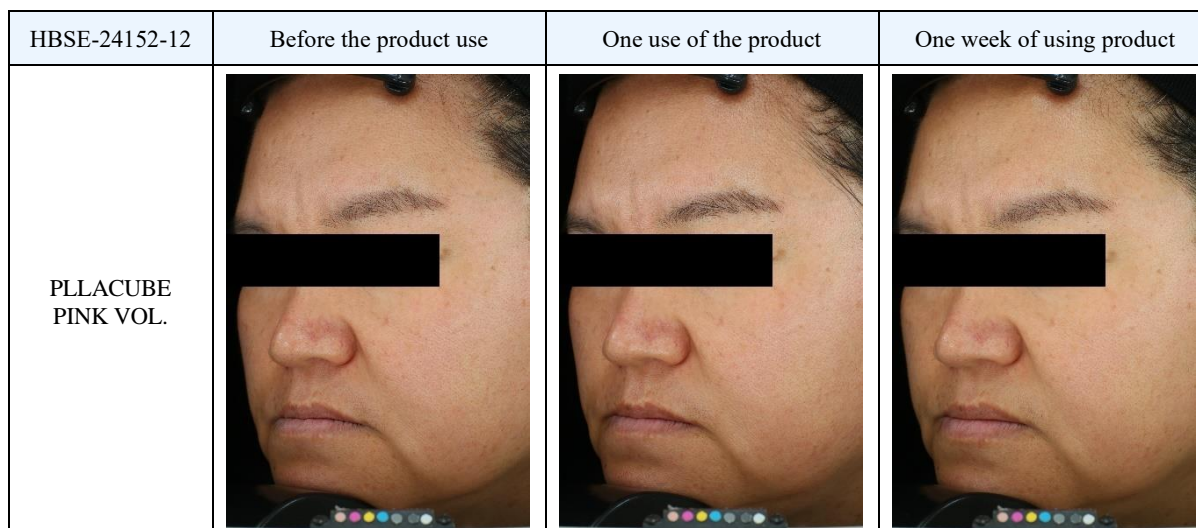 HBSE-24152-12
Before the product use
One use of the product
One week of using product
PLLACUBE
PINK VOL.